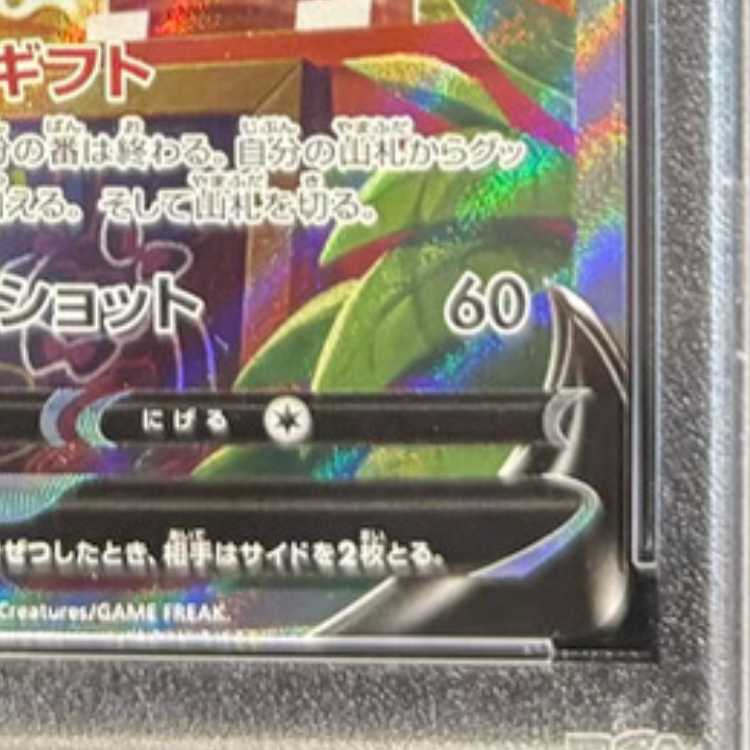 ギフト
分の番は終わる。自分の山札からグッ
える。そして山札を切る。
ショット 60
にげる
ぜつしたとき、相手はサイドを2枚とる。
Creatures/GAME FREAK.